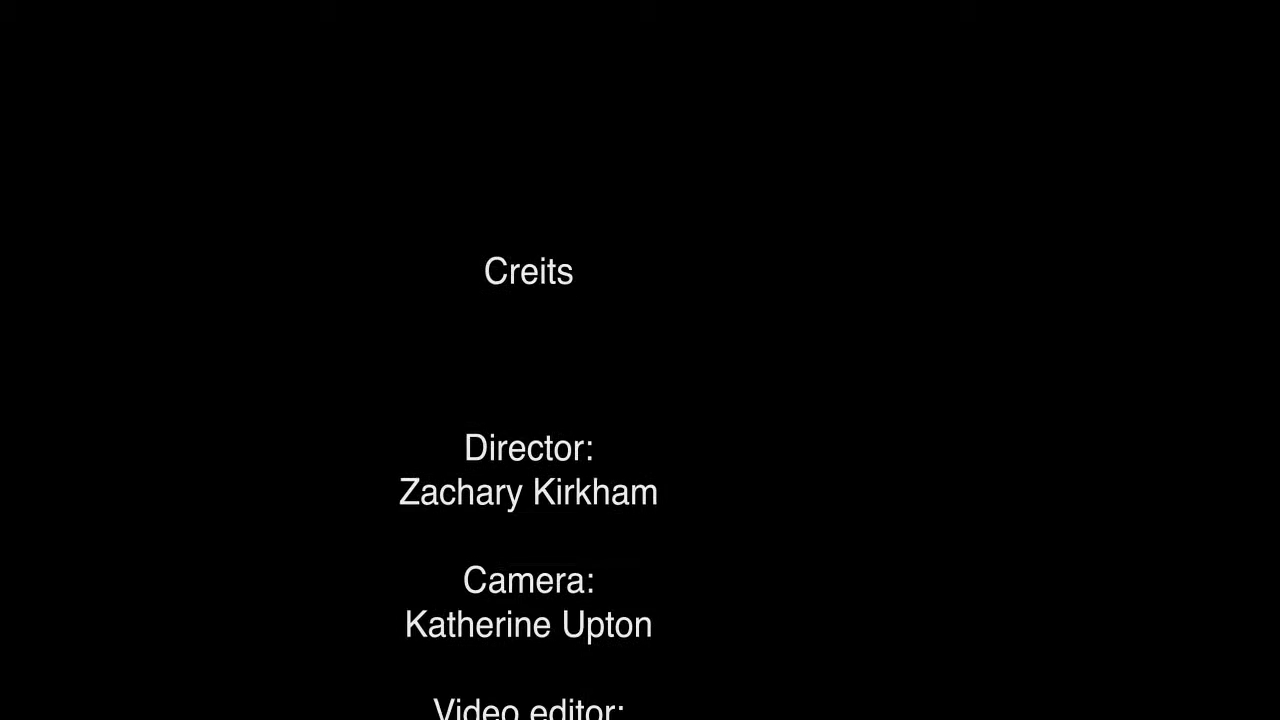 Creits
Director:
Zachary Kirkham
Camera:
Katherine Upton
Video editor: